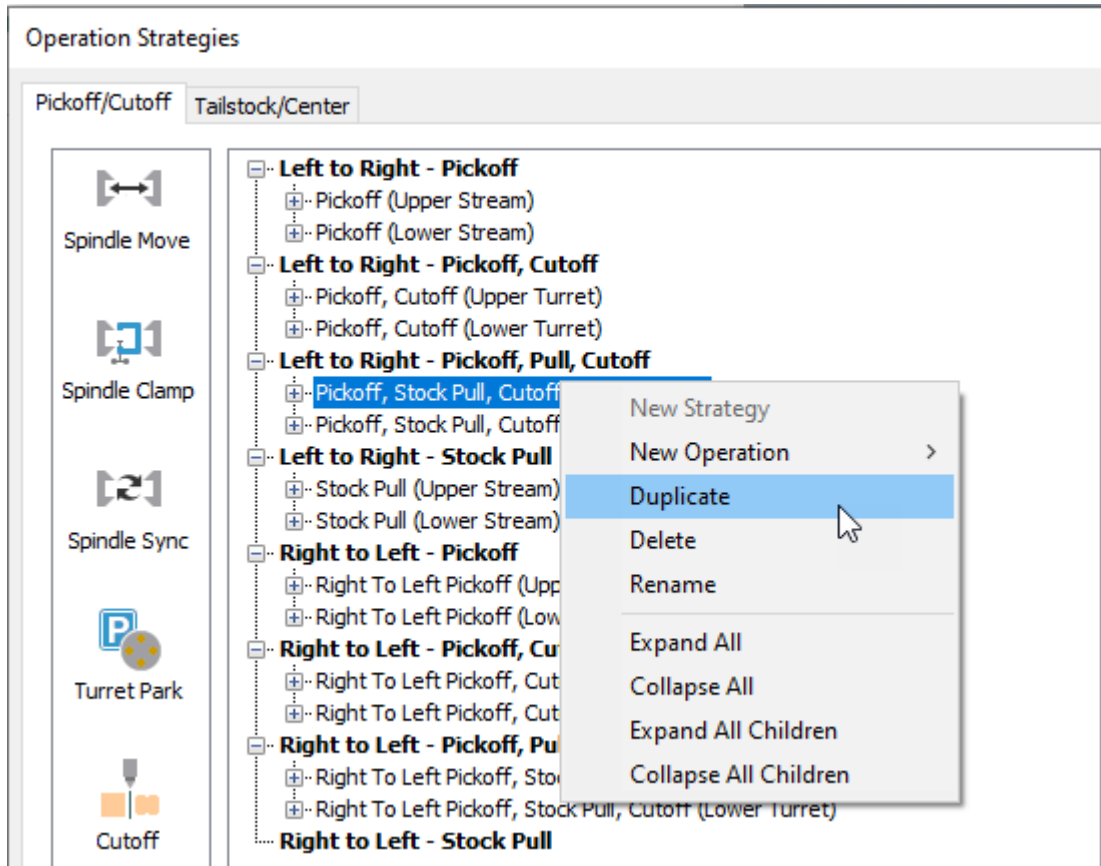 Operation Strategies
Pickoff/Cutoff
Tailstock/Center
Spindle Move
Spindle Clamp
Spindle Sync
Turret Park
Cutoff
Left to Right - Pickoff
Pickoff (Upper Stream)
Pickoff (Lower Stream)
Left to Right - Pickoff, Cutoff
Pickoff, Cutoff (Upper Turret)
Pickoff, Cutoff (Lower Turret)
Left to Right - Pickoff, Pull, Cutoff
Pickoff, Stock Pull, Cutoff
Pickoff, Stock Pull, Cutoff
Left to Right - Stock Pull
Stock Pull (Upper Stream)
Stock Pull (Lower Stream)
Right to Left - Pickoff
Right To Left Pickoff (Upp
Right To Left Pickoff (Low
Right to Left - Pickoff, Cu
Right To Left Pickoff, Cut
Right To Left Pickoff, Cut
Right to Left - Pickoff, Pu
Right To Left Pickoff, Sto
Right To Left Pickoff, Stock Pull, Cutoff (Lower Turret)
Right to Left - Stock Pull
New Strategy
New Operation
Duplicate
Delete
Rename
Expand All
Collapse All
Expand All Children
Collapse All Children